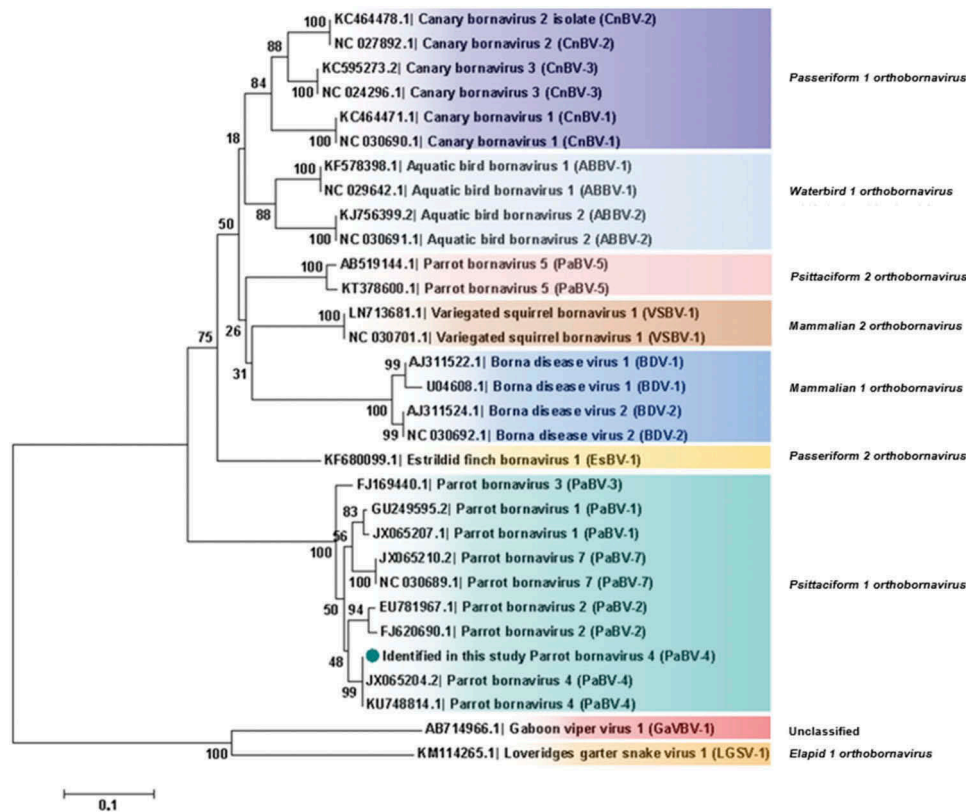 KC464478.1| Canary bornavirus 2 isolate (CnBV-2)
NC 027892.1| Canary bornavirus 2 (CnBV-2)
KC595273.2| Canary bornavirus 3 (CnBV-3)
NC 024296.1| Canary bornavirus 3 (CnBV-3)
KC464471.1| Canary bornavirus 1 (CnBV-1)
NC 030690.1| Canary bornavirus 1 (CnBV-1)
Passeriform 1 orthobornavirus
100
88
100
84
100
18
KF578398.1| Aquatic bird bornavirus 1 (ABBV-1)
NC 029642.1| Aquatic bird bornavirus 1 (ABBV-1)
KJ756399.2| Aquatic bird bornavirus 2 (ABBV-2)
NC 030691.1| Aquatic bird bornavirus 2 (ABBV-2)
Waterbird 1 orthobornavirus
100
88
100
50
AB519144.1| Parrot bornavirus 5 (PaBV-5)
KT378600.1| Parrot bornavirus 5 (PaBV-5)
Psittaciform 2 orthobornavirus
100
26
LN713681.1| Variegated squirrel bornavirus 1 (VSBV-1)
NC 030701.1| Variegated squirrel bornavirus 1 (VSBV-1)
Mammalian 2 orthobornavirus
100
75
31
AJ311522.1| Borna disease virus 1 (BDV-1)
U04608.1| Borna disease virus 1 (BDV-1)
AJ311524.1| Borna disease virus 2 (BDV-2)
NC 030692.1| Borna disease virus 2 (BDV-2)
Mammalian 1 orthobornavirus
99
100
99
KF680099.1| Estrildid finch bornavirus 1 (EsBV-1)
Passeriform 2 orthobornavirus
FJ169440.1| Parrot bornavirus 3 (PaBV-3)
GU249595.2| Parrot bornavirus 1 (PaBV-1)
JX065207.1| Parrot bornavirus 1 (PaBV-1)
JX065210.2| Parrot bornavirus 7 (PaBV-7)
NC 030689.1| Parrot bornavirus 7 (PaBV-7)
EU781967.1| Parrot bornavirus 2 (PaBV-2)
FJ620690.1| Parrot bornavirus 2 (PaBV-2)
Identified in this study Parrot bornavirus 4 (PaBV-4)
JX065204.2| Parrot bornavirus 4 (PaBV-4)
KU748814.1| Parrot bornavirus 4 (PaBV-4)
Psittaciform 1 orthobornavirus
83
56
100
100
50
94
48
99
AB714966.1| Gaboon viper virus 1 (GaVBV-1)
Unclassified
KM114265.1| Loveridges garter snake virus 1 (LGSV-1)
Elapid 1 orthobornavirus
100
0.1